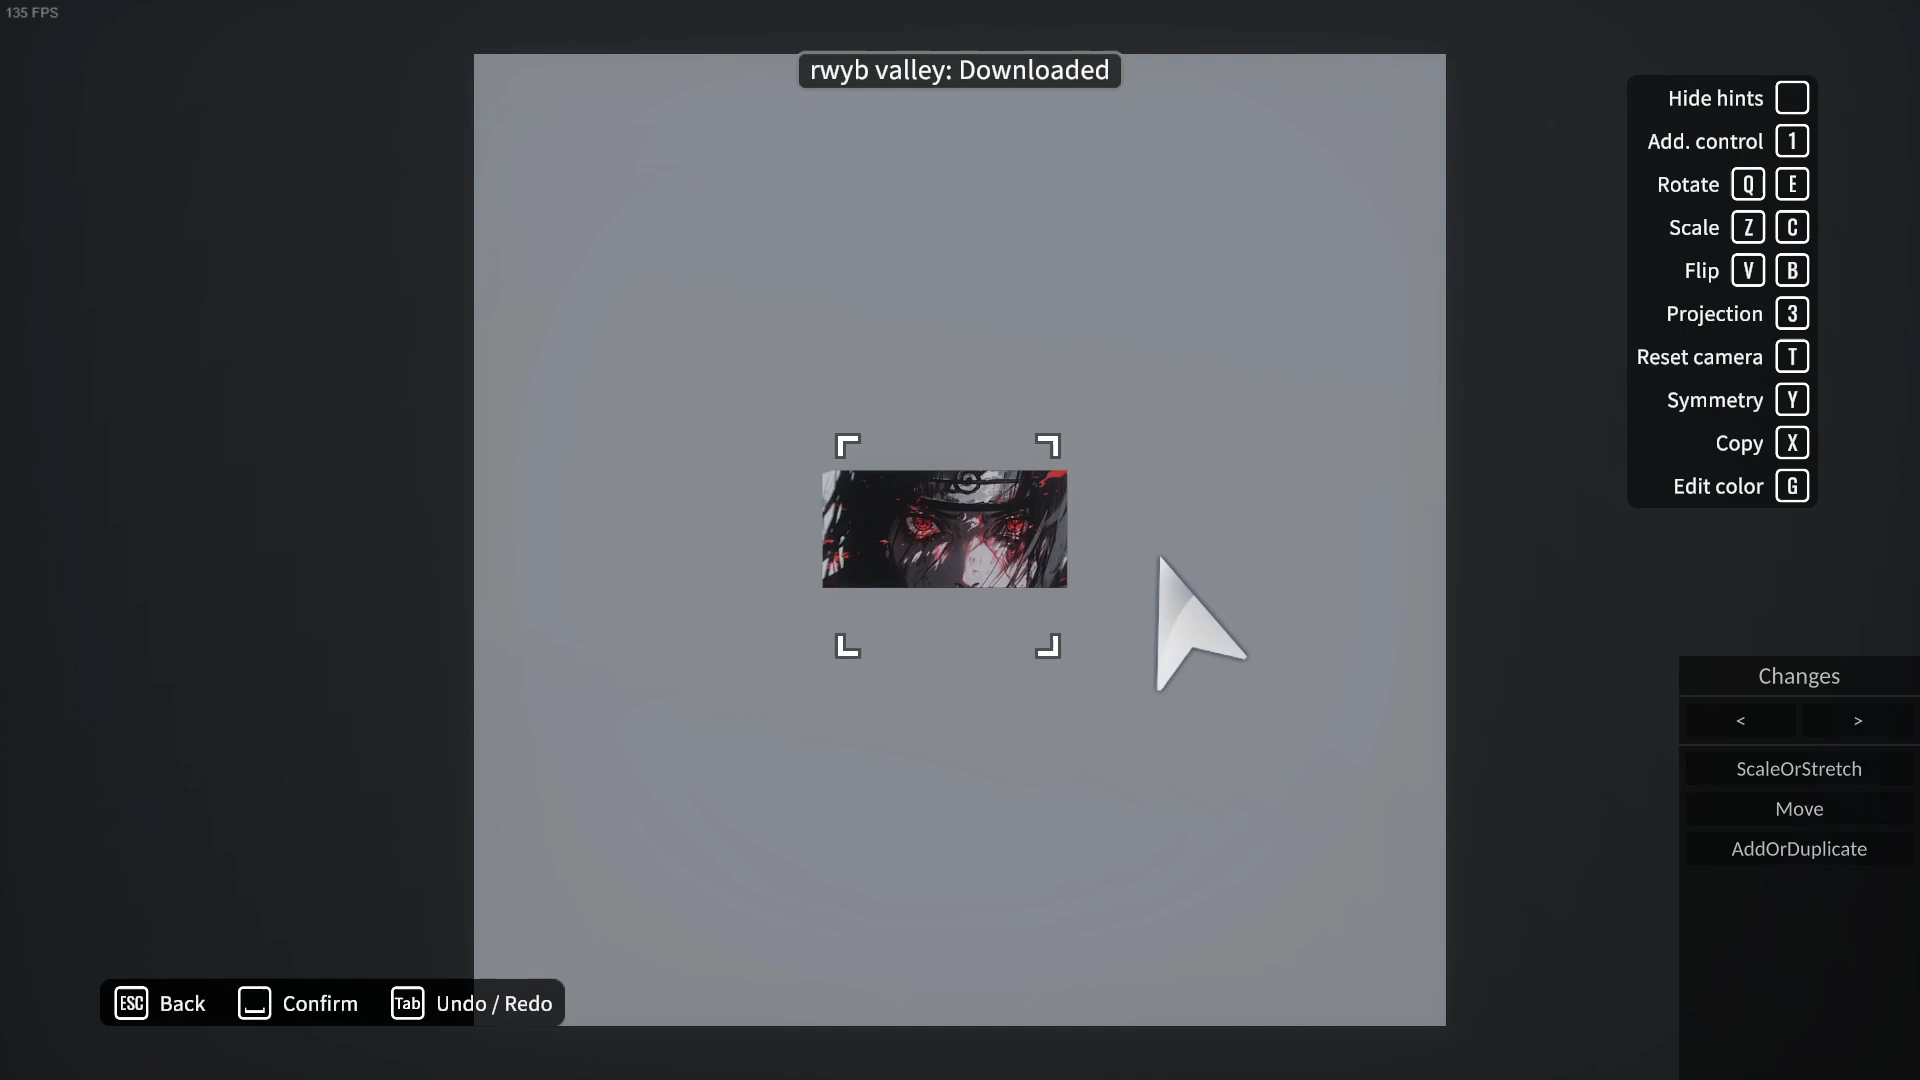 135 FPS
rwyb valley: Downloaded
Hide hints
Add. control 1
Rotate Q E
Scale Z C
Flip V B
Projection 3
Reset camera T
Symmetry Y
Copy X
Edit color G
Changes
< >
ScaleOrStretch
Move
AddOrDuplicate
ESC Back Confirm Tab Undo / Redo